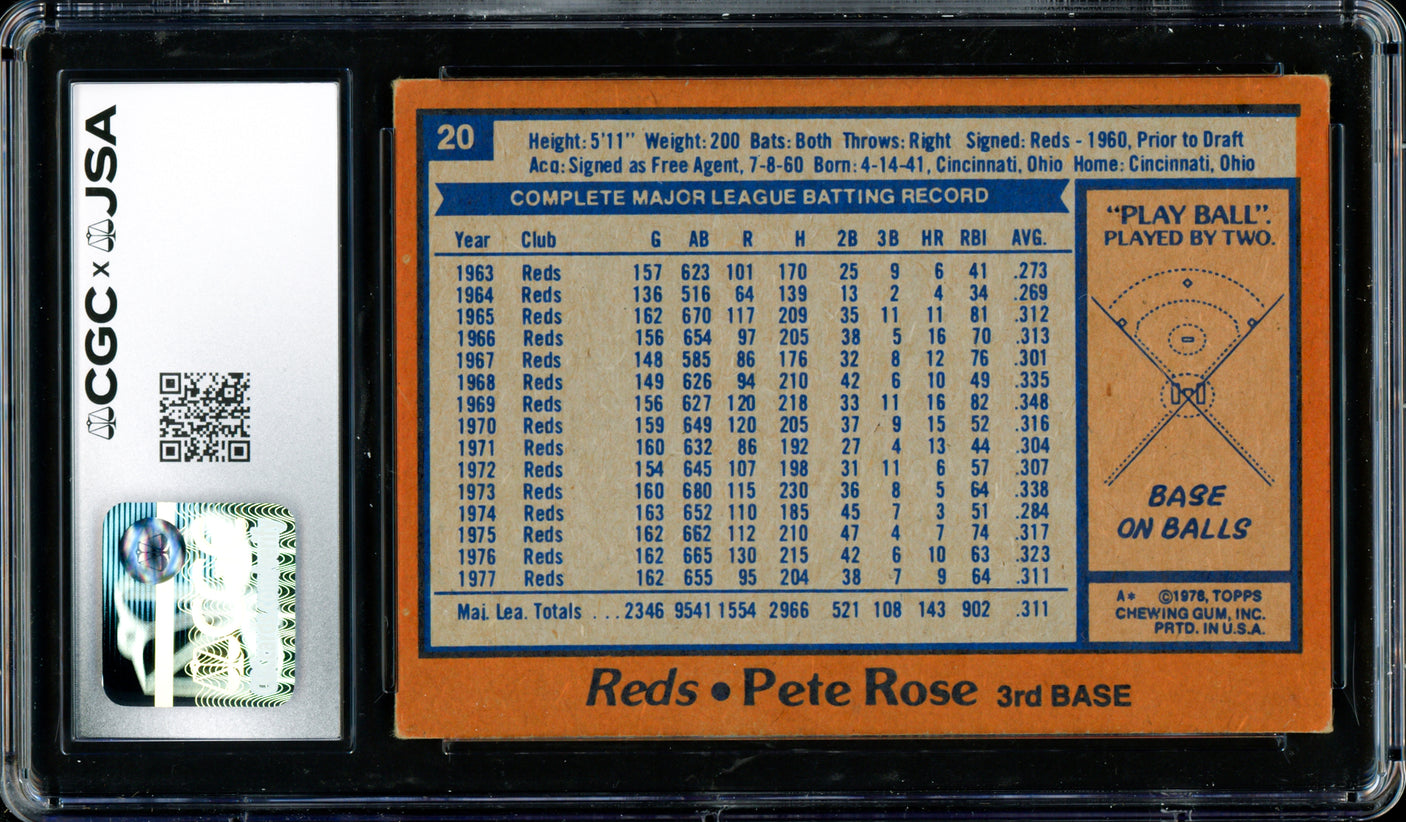 CGC x JSA
20
Height: 5'11" Weight: 200 Bats: Both Throws: Right Signed: Reds - 1960, Prior to Draft
Acq: Signed as Free Agent, 7-8-60 Born: 4-14-41, Cincinnati, Ohio Home: Cincinnati, Ohio
COMPLETE MAJOR LEAGUE BATTING RECORD
Year Club G AB R H 2B 3B HR RBI AVG.
1963 Reds 157 623 101 170 25 9 6 41 .273
1964 Reds 136 516 64 139 13 2 4 34 .269
1965 Reds 162 670 117 209 35 11 11 81 .312
1966 Reds 156 654 97 205 38 5 16 70 .313
1967 Reds 148 585 86 176 32 8 12 76 .301
1968 Reds 149 626 94 210 42 6 10 49 .335
1969 Reds 156 627 120 218 33 11 16 82 .348
1970 Reds 159 649 120 205 37 9 15 52 .316
1971 Reds 160 632 86 192 27 4 13 44 .304
1972 Reds 154 645 107 198 31 11 6 57 .307
1973 Reds 160 680 115 230 36 8 5 64 .338
1974 Reds 163 652 110 185 45 7 3 51 .284
1975 Reds 162 662 112 210 47 4 7 74 .317
1976 Reds 162 665 130 215 42 6 10 63 .323
1977 Reds 162 655 95 204 38 7 9 64 .311
Maj. Lea. Totals . . . 2346 9541 1554 2966 521 108 143 902 .311
"PLAY BALL".
PLAYED BY TWO.
BASE
ON BALLS
A* ©1978, TOPPS
CHEWING GUM, INC.
PRTD. IN U.S.A.
Reds • Pete Rose 3rd BASE